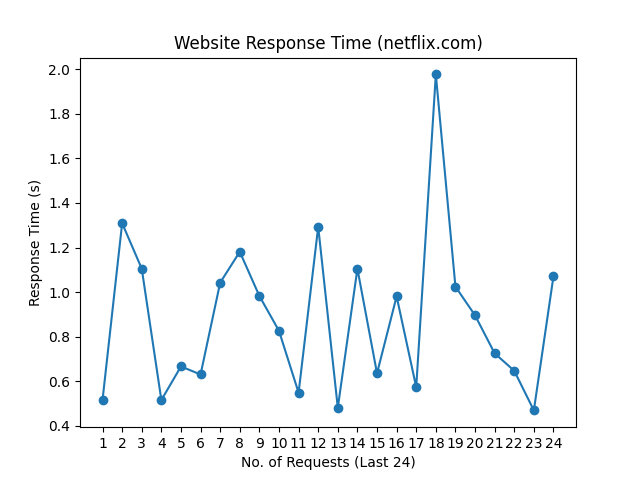 Website Response Time (netflix.com)
2.0
1.8
1.6
1.4
1.2
1.0
0.8
0.6
0.4
Response Time (s)
1 2 3 4 5 6 7 8 9 10 11 12 13 14 15 16 17 18 19 20 21 22 23 24
No. of Requests (Last 24)